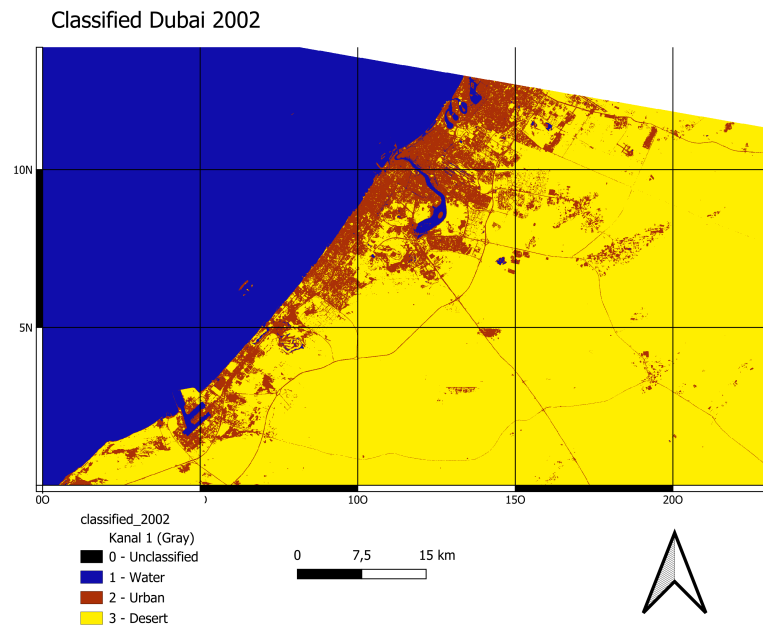 Classified Dubai 2002
10N
5N
0O
10O
15O
20O
classified_2002
Kanal 1 (Gray)
0 - Unclassified
1 - Water
2 - Urban
3 - Desert
0 7,5 15 km